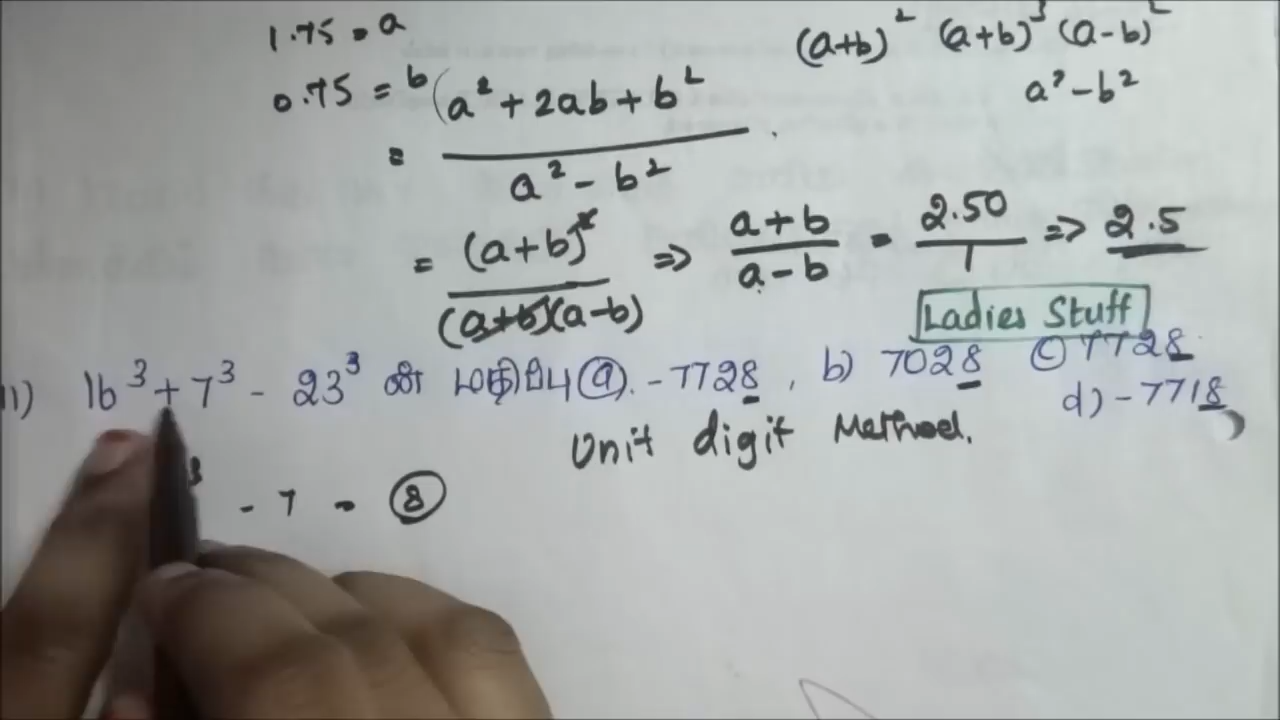 1.75 = a
(a+b)² (a+b)³ (a-b)²
0.75 = b
a² - b²
(a² + 2ab + b²
= a² - b²
= (a+b)² / (a+b)(a-b) => a+b / a-b = 2.50 / 1 => 2.5
Ladies Stuff
11) 16³ + 7³ - 23³ ன் மதிப்பு a). -7728, b) 7028 c) 7728
d) -7718
Unit digit Method.
3 - 7 = 8